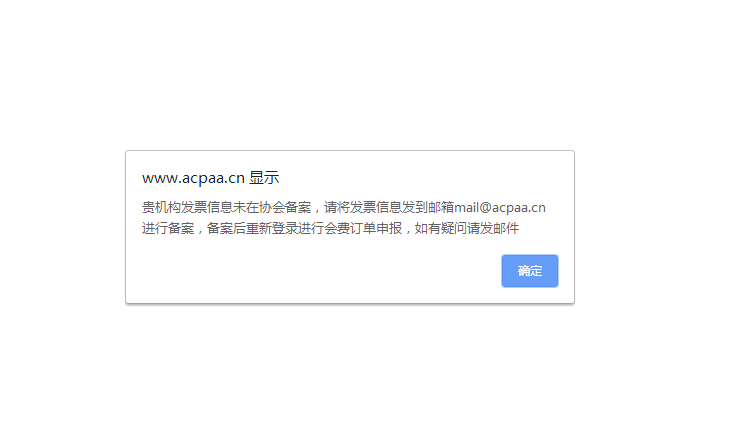 www.acpaa.cn 显示
贵机构发票信息未在协会备案，请将发票信息发到邮箱mail@acpaa.cn
进行备案，备案后重新登录进行会费订单申报，如有疑问请发邮件
确定